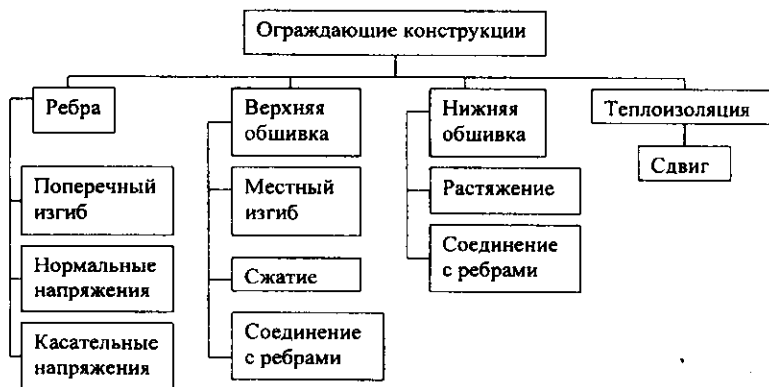 Ограждающие конструкции
Ребра
Верхняя
обшивка
Нижняя
обшивка
Теплоизоляция
Поперечный
изгиб
Местный
изгиб
Растяжение
Сдвиг
Нормальные
напряжения
Сжатие
Соединение
с ребрами
Касательные
напряжения
Соединение
с ребрами